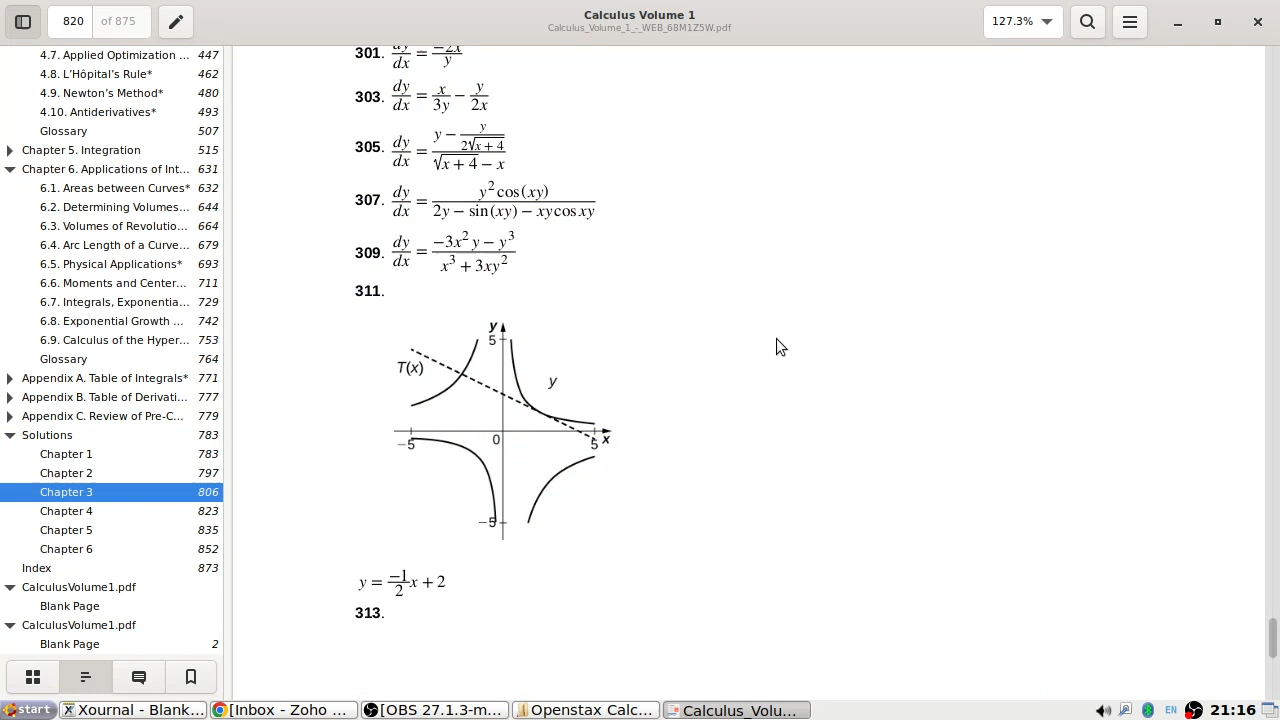 820 of 875
Calculus Volume 1
Calculus_Volume_1_-_WEB_68M1Z5W.pdf
127.3%
4.7. Applied Optimization ... 447
4.8. L'Hôpital's Rule* 462
4.9. Newton's Method* 480
4.10. Antiderivatives* 493
Glossary 507
Chapter 5. Integration 515
Chapter 6. Applications of Int... 631
6.1. Areas between Curves* 632
6.2. Determining Volumes... 644
6.3. Volumes of Revolutio... 664
6.4. Arc Length of a Curve... 679
6.5. Physical Applications* 693
6.6. Moments and Center... 711
6.7. Integrals, Exponentia... 729
6.8. Exponential Growth ... 742
6.9. Calculus of the Hyper... 753
Glossary 764
Appendix A. Table of Integrals* 771
Appendix B. Table of Derivati... 777
Appendix C. Review of Pre-C... 779
Solutions 783
Chapter 1 783
Chapter 2 797
Chapter 3 806
Chapter 4 823
Chapter 5 835
Chapter 6 852
Index 873
CalculusVolume1.pdf
Blank Page
CalculusVolume1.pdf
Blank Page 2
301. dy/dx = −2x/y
303. dy/dx = x/3y − y/2x
305. dy/dx = (y − y/(2√(x + 4)))/(√(x + 4) − x)
307. dy/dx = y² cos(xy)/(2y − sin(xy) − xy cos xy)
309. dy/dx = (−3x² y − y³)/(x³ + 3xy²)
311.
y
5
T(x)
y
−5 0 5 x
−5
y = −1/2 x + 2
313.
start Xournal - Blank... [Inbox - Zoho ... [OBS 27.1.3-m... Openstax Calc... Calculus_Volu... EN 21:16